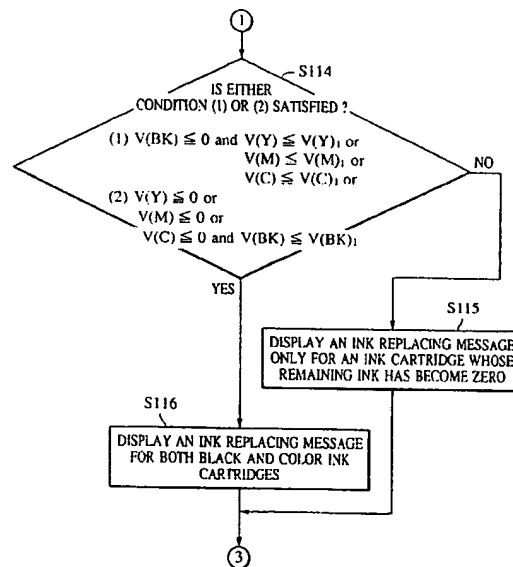 1
S114
IS EITHER
CONDITION (1) OR (2) SATISFIED ?
(1) V(BK) ≦ 0 and V(Y) ≦ V(Y)₁ or
V(M) ≦ V(M)₁ or
V(C) ≦ V(C)₁ or
NO
(2) V(Y) ≦ 0 or
V(M) ≦ 0 or
V(C) ≦ 0 and V(BK) ≦ V(BK)₁
YES
S115
DISPLAY AN INK REPLACING MESSAGE
ONLY FOR AN INK CARTRIDGE WHOSE
REMAINING INK HAS BECOME ZERO
S116
DISPLAY AN INK REPLACING MESSAGE
FOR BOTH BLACK AND COLOR INK
CARTRIDGES
3